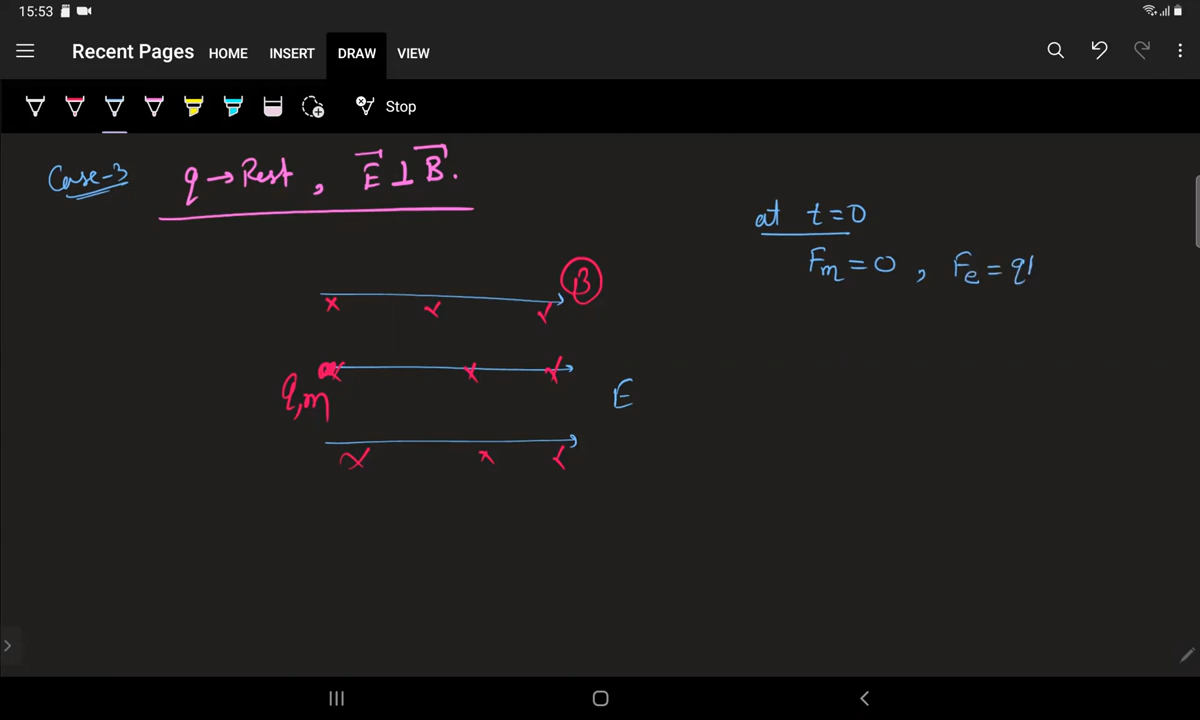 15:53
Recent Pages HOME INSERT DRAW VIEW
Stop
Case-3 q → Rest , E ⊥ B.
at t=0
Fm = 0 , Fe = q
B
q,m
E